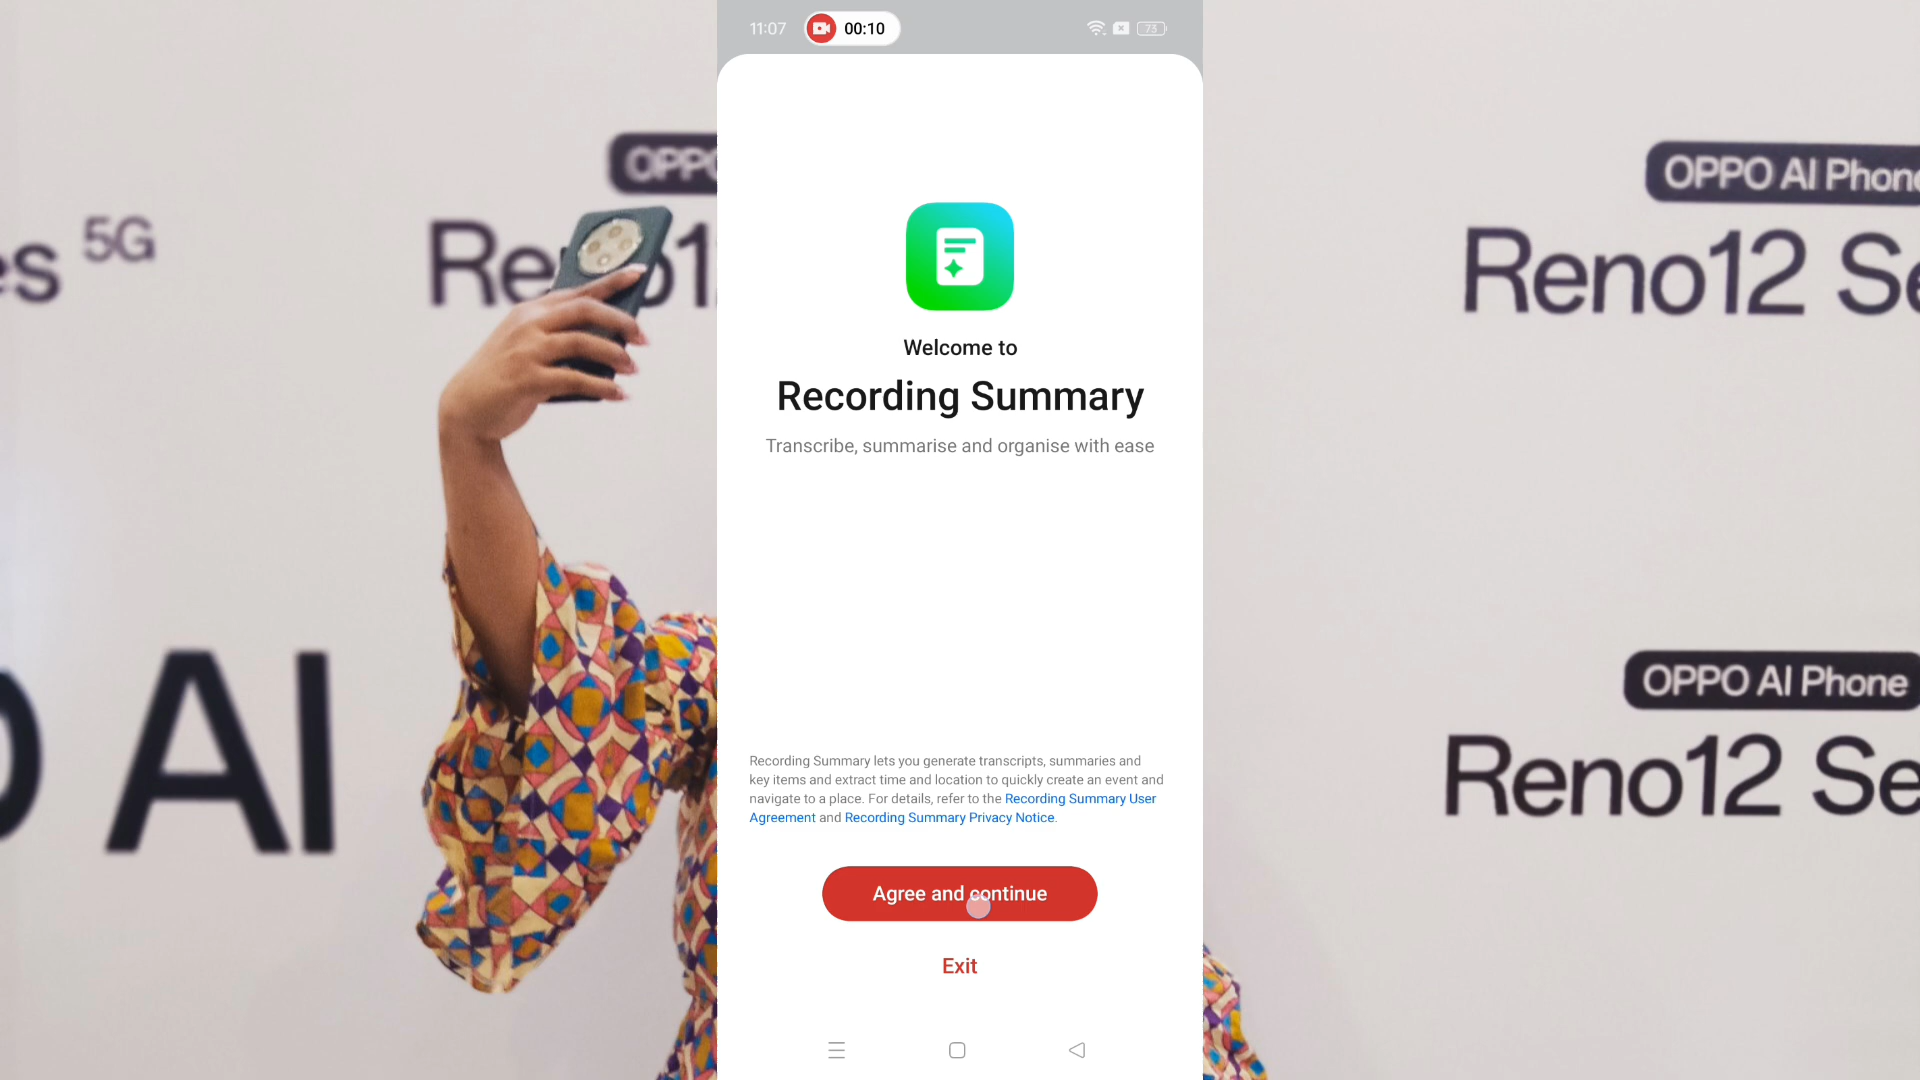 11:07
00:10
73
Welcome to
Recording Summary
Transcribe, summarise and organise with ease
Recording Summary lets you generate transcripts, summaries and
key items and extract time and location to quickly create an event and
navigate to a place. For details, refer to the Recording Summary User
Agreement and Recording Summary Privacy Notice.
Agree and continue
Exit
5G
OPPO
AI
OPPO AI Phone
Reno12 Se
OPPO AI Phone
Reno12 Se